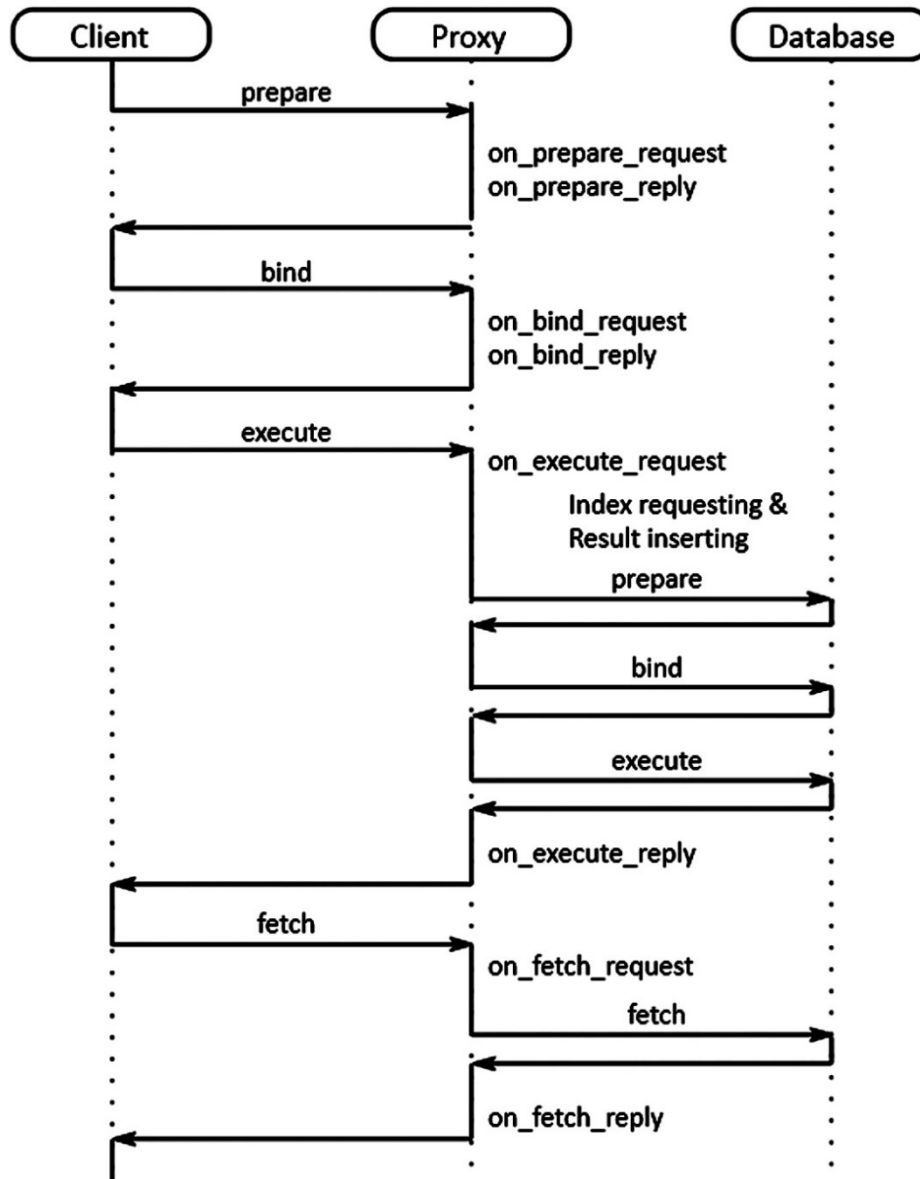 Client
Proxy
Database
prepare
on_prepare_request
on_prepare_reply
bind
on_bind_request
on_bind_reply
execute
on_execute_request
Index requesting &
Result inserting
prepare
bind
execute
on_execute_reply
fetch
on_fetch_request
fetch
on_fetch_reply